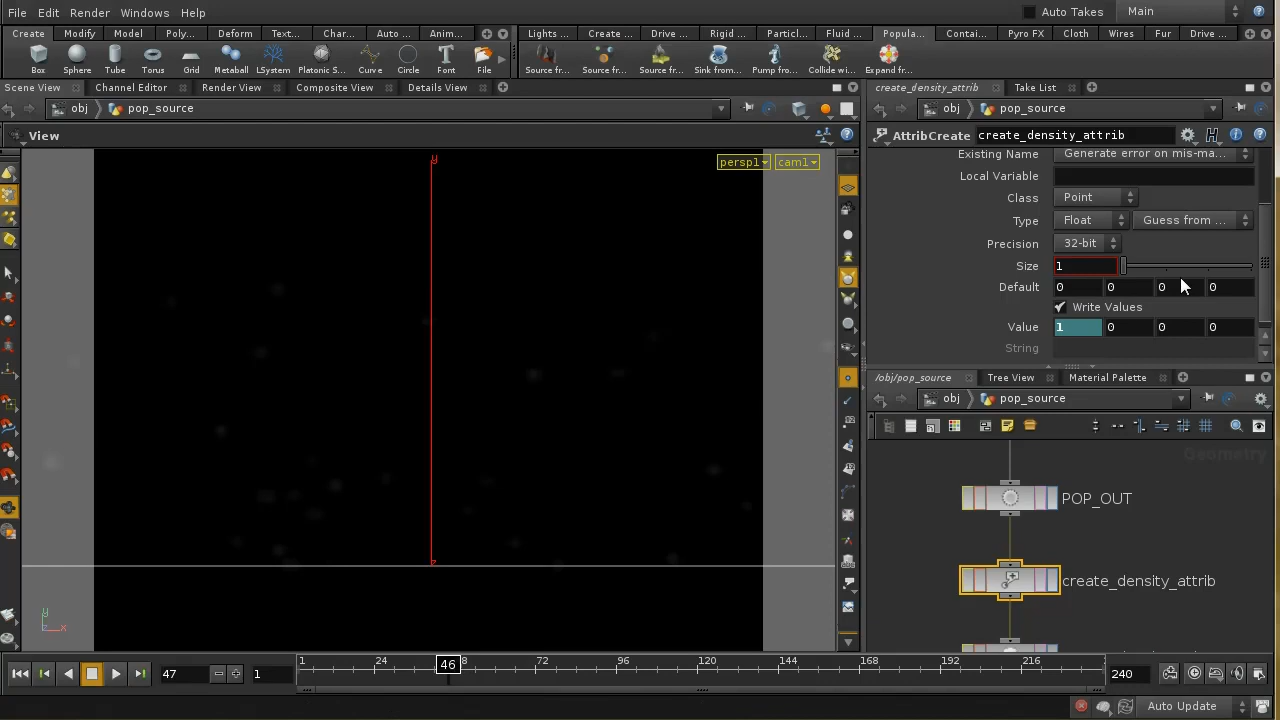 File Edit Render Windows Help Auto Takes Main
Create Modify Model Poly... Deform Text... Char... Auto ... Anim... Lights ... Create ... Drive ... Rigid ... Particl... Fluid ... Popula... Contai... Pyro FX Cloth Wires Fur Drive ...
Box Sphere Tube Torus Grid Metaball LSystem Platonic S... Curve Circle Font File Source fr... Source fr... Source fr... Sink from... Pump fro... Collide wi... Expand fr...
Scene View Channel Editor Render View Composite View Details View create_density_attrib Take List
obj pop_source obj pop_source
View AttribCreate create_density_attrib
Existing Name Generate error on mis-ma...
persp1 cam1
Local Variable
Class Point
Type Float Guess from ...
Precision 32-bit
Size 1
Default 0 0 0 0
Write Values
Value 1 0 0 0
String
/obj/pop_source Tree View Material Palette
obj pop_source
Geometry
POP_OUT
create_density_attrib
y
y
x
1 24 46 8 72 96 120 144 168 192 216
47 1 240
Auto Update